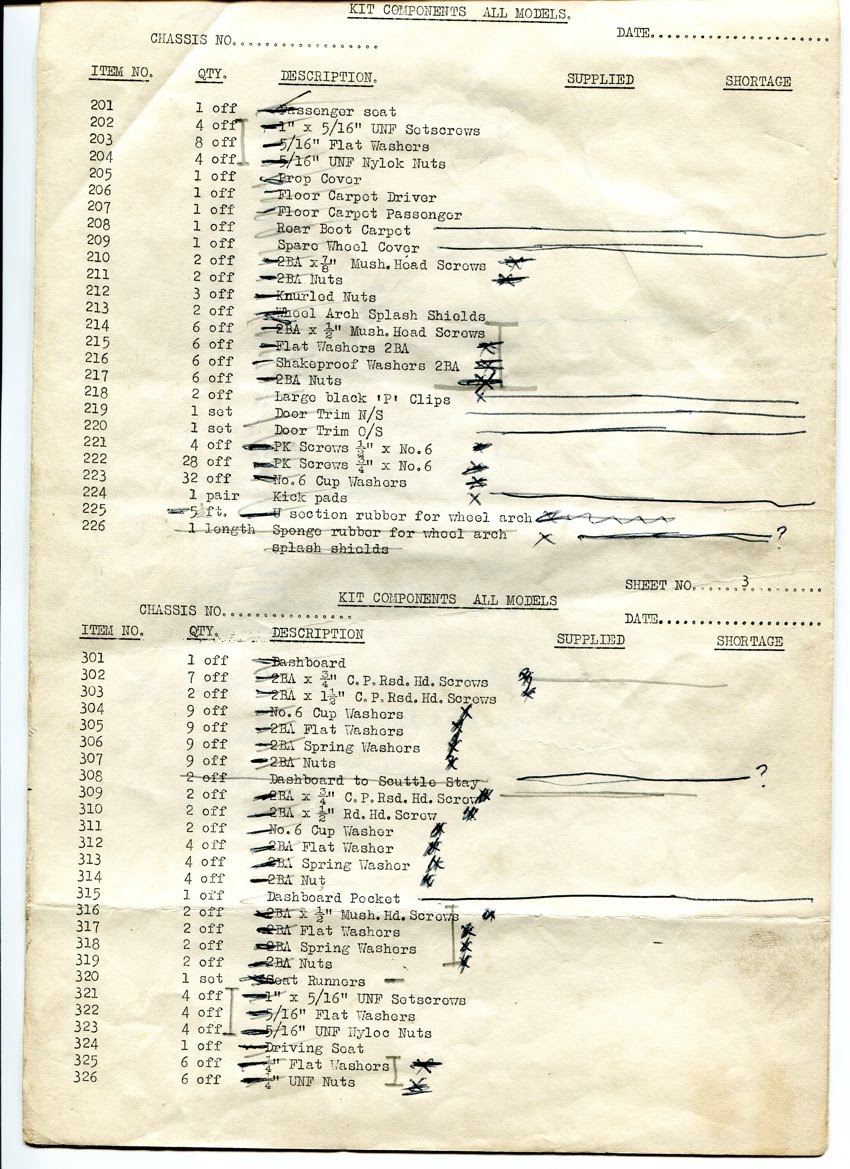 KIT COMPONENTS ALL MODELS.
CHASSIS NO.................. DATE..........................
ITEM NO. QTY. DESCRIPTION. SUPPLIED SHORTAGE
201 1 off Passenger seat
202 4 off 1" x 5/16" UNF Setscrews
203 8 off 5/16" Flat Washers
204 4 off 5/16" UNF Nylok Nuts
205 1 off Prop Cover
206 1 off Floor Carpet Driver
207 1 off Floor Carpet Passenger
208 1 off Rear Boot Carpet
209 1 off Spare Wheel Cover
210 2 off 2BA x 7/8" Mush.Head Screws X
211 2 off 2BA Nuts X
212 3 off Knurled Nuts
213 2 off Wheel Arch Splash Shields
214 6 off 2BA x ½" Mush.Head Screws
215 6 off Flat Washers 2BA X
216 6 off Shakeproof Washers 2BA X
217 6 off 2BA Nuts X
218 2 off Large black 'P' Clips X
219 1 set Door Trim N/S
220 1 set Door Trim O/S
221 4 off PK Screws ½" x No.6 X
222 28 off PK Screws ¾" x No.6 X
223 32 off No.6 Cup Washers X
224 1 pair Kick pads X
225 5 ft. U section rubber for wheel arch X
226 1 length Sponge rubber for wheel arch X ?
splash shields
SHEET NO.......3..........
KIT COMPONENTS ALL MODELS
CHASSIS NO................. DATE........................
ITEM NO. QTY. DESCRIPTION SUPPLIED SHORTAGE
301 1 off Dashboard
302 7 off 2BA x ¾" C.P.Rsd.Hd.Screws X
303 2 off 2BA x 1½" C.P.Rsd.Hd.Screws X
304 9 off No.6 Cup Washers X
305 9 off 2BA Flat Washers X
306 9 off 2BA Spring Washers X
307 9 off 2BA Nuts X
308 2 off Dashboard to Scuttle Stay ?
309 2 off 2BA x ¾" C.P.Rsd.Hd.Screw X
310 2 off 2BA x ½" Rd.Hd.Screw X
311 2 off No.6 Cup Washer X
312 4 off 2BA Flat Washer X
313 4 off 2BA Spring Washer X
314 4 off 2BA Nut X
315 1 off Dashboard Pocket
316 2 off 2BA x ½" Mush.Hd.Screws X
317 2 off 2BA Flat Washers X
318 2 off 2BA Spring Washers X
319 2 off 2BA Nuts X
320 1 set Seat Runners
321 4 off 1" x 5/16" UNF Setscrews
322 4 off 5/16" Flat Washers
323 4 off 5/16" UNF Nyloc Nuts
324 1 off Driving Seat
325 6 off ¼" Flat Washers X
326 6 off ¼" UNF Nuts X